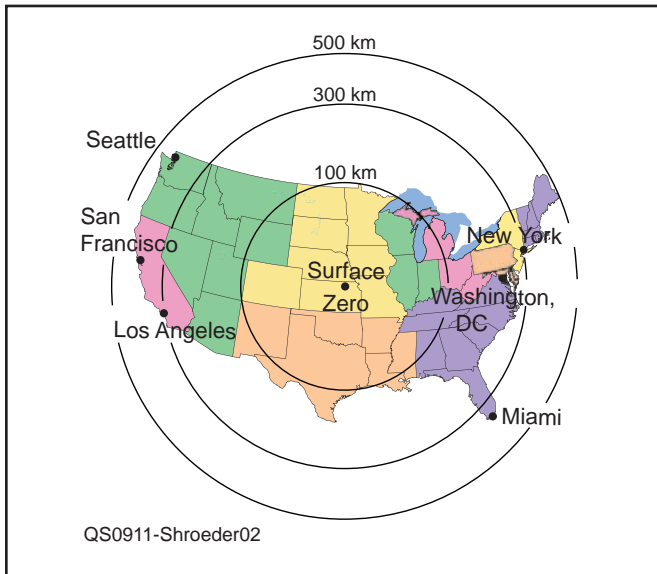 500 km
300 km
100 km
Seattle
San
Francisco
New York
Surface
Zero
Washington,
DC
Los Angeles
Miami
QS0911-Shroeder02